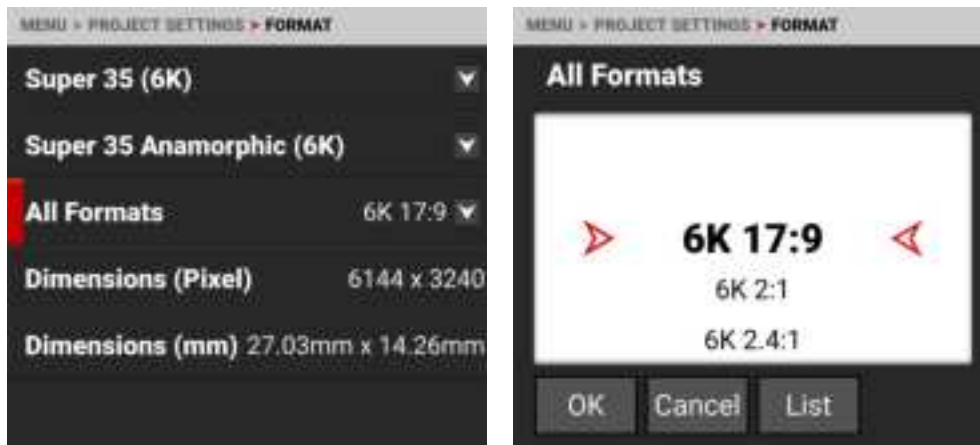 MENU > PROJECT SETTINGS > FORMAT
Super 35 (6K)
Super 35 Anamorphic (6K)
All Formats 6K 17:9
Dimensions (Pixel) 6144 x 3240
Dimensions (mm) 27.03mm x 14.26mm
MENU > PROJECT SETTINGS > FORMAT
All Formats
6K 17:9
6K 2:1
6K 2.4:1
OK Cancel List